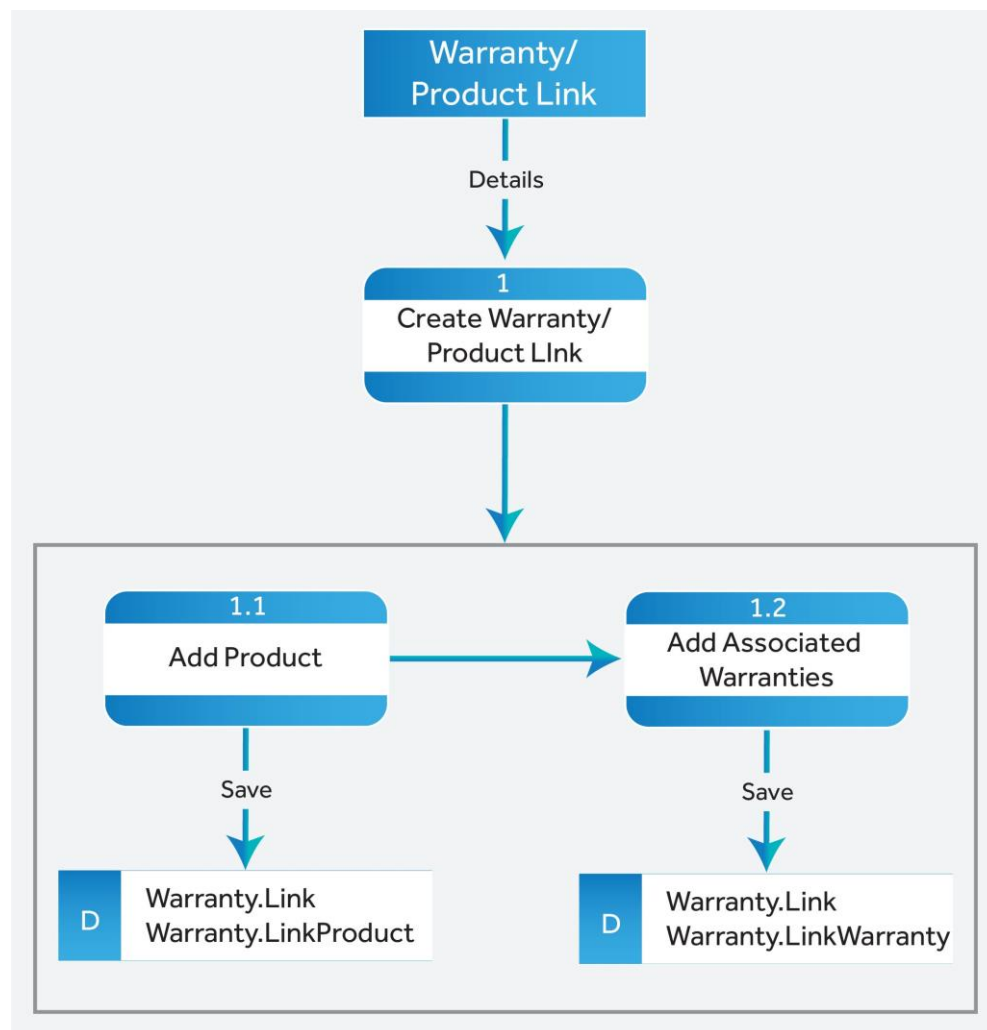 Warranty/
Product Link
Details
1
Create Warranty/
Product LInk
1.1
Add Product
1.2
Add Associated
Warranties
Save
Save
D
Warranty.Link
Warranty.LinkProduct
D
Warranty.Link
Warranty.LinkWarranty